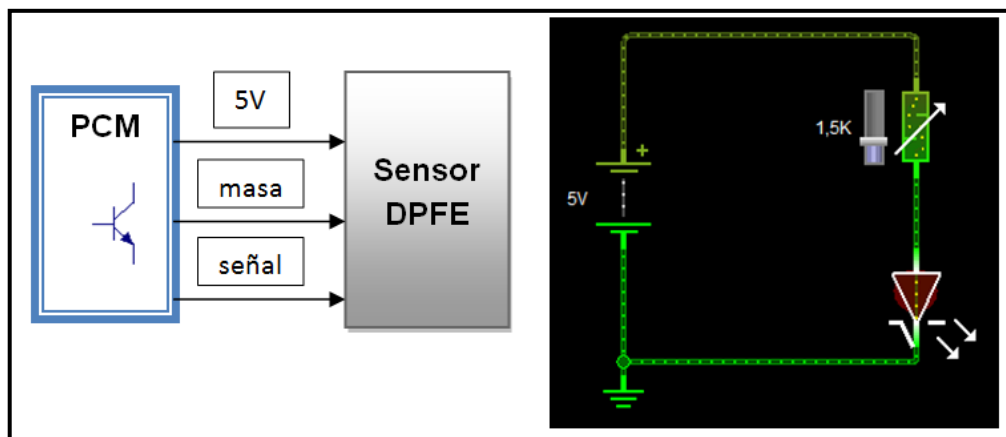 PCM
5V
masa
señal
Sensor
DPFE
1,5K
+
5V